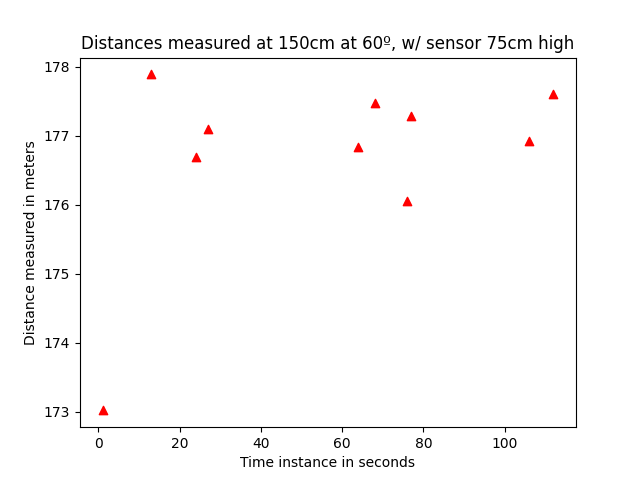 Distances measured at 150cm at 60º, w/ sensor 75cm high
Distance measured in meters
178
177
176
175
174
173
0 20 40 60 80 100
Time instance in seconds